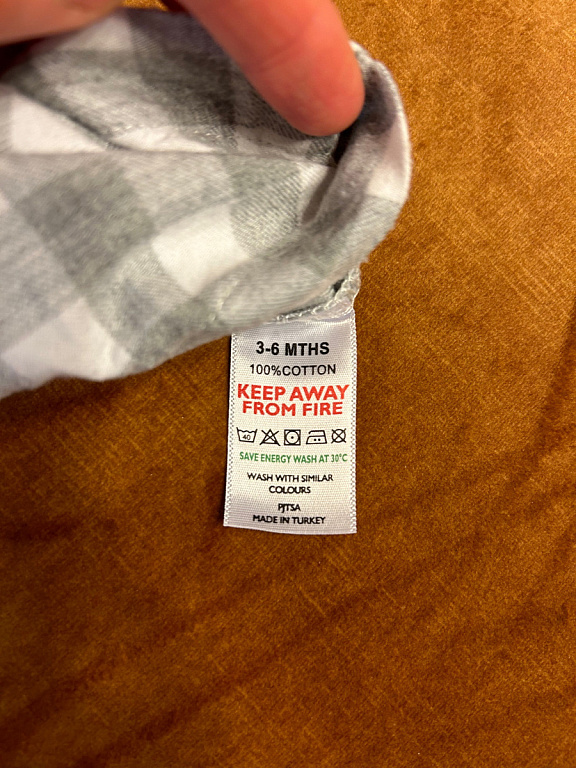 3-6 MTHS
100%COTTON
KEEP AWAY
FROM FIRE
40
SAVE ENERGY WASH AT 30°C
WASH WITH SIMILAR
COLOURS
PJTSA
MADE IN TURKEY